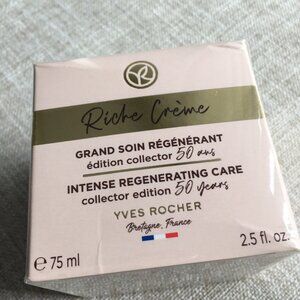 Riche Crème
GRAND SOIN RÉGÉNÉRANT
édition collector 50 ans
INTENSE REGENERATING CARE
collector edition 50 years
YVES ROCHER
Bretagne, France
℮ 75 ml
2.5 fl. oz.